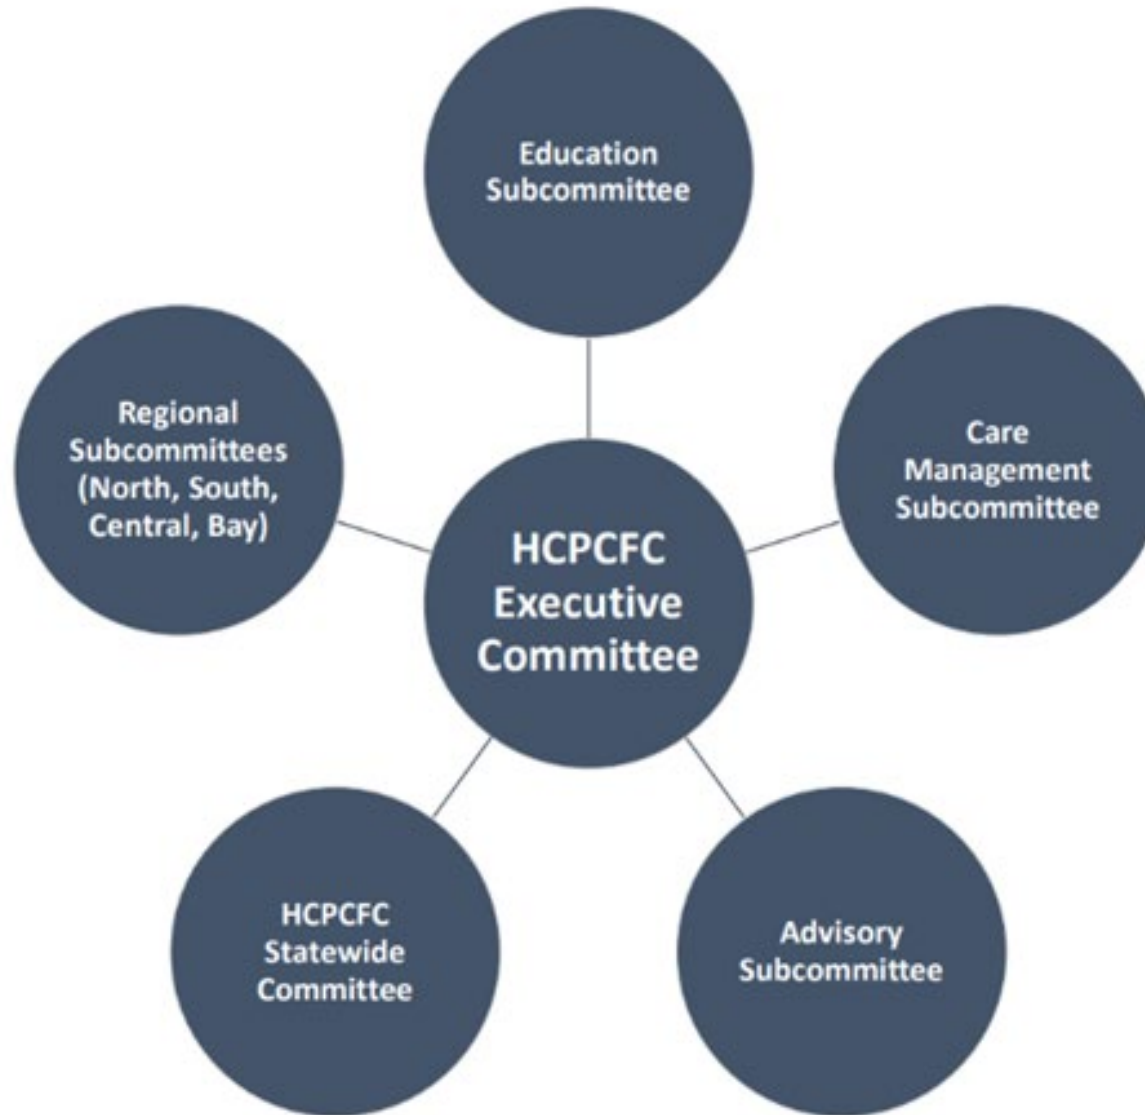 Education
Subcommittee
Regional
Subcommittees
(North, South,
Central, Bay)
Care
Management
Subcommittee
HCPCFC
Executive
Committee
HCPCFC
Statewide
Committee
Advisory
Subcommittee